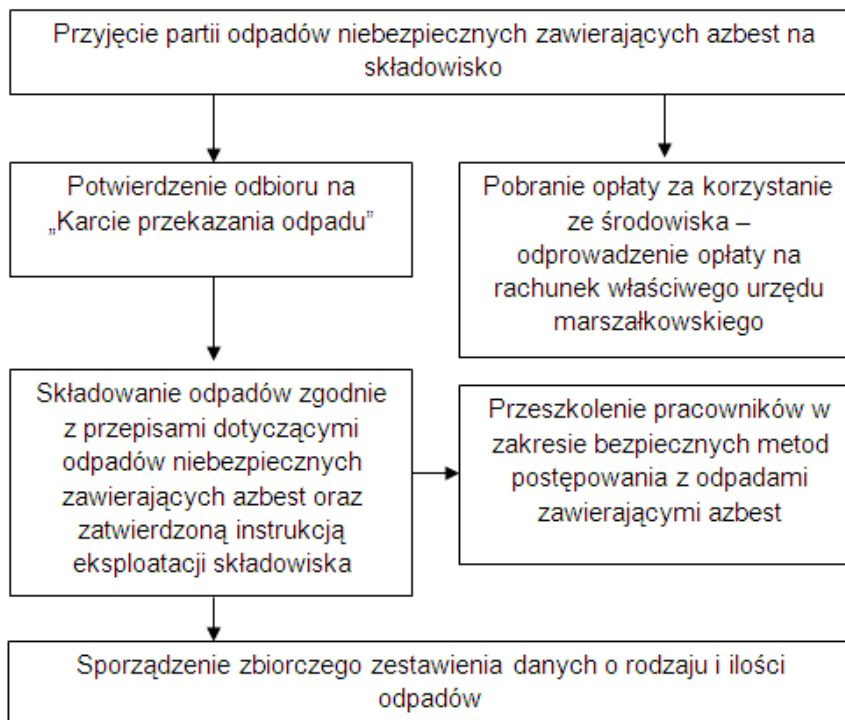 Przyjęcie partii odpadów niebezpiecznych zawierających azbest na
składowisko
Potwierdzenie odbioru na
„Karcie przekazania odpadu”
Pobranie opłaty za korzystanie
ze środowiska –
odprowadzenie opłaty na
rachunek właściwego urzędu
marszałkowskiego
Składowanie odpadów zgodnie
z przepisami dotyczącymi
odpadów niebezpiecznych
zawierających azbest oraz
zatwierdzoną instrukcją
eksploatacji składowiska
Przeszkolenie pracowników w
zakresie bezpiecznych metod
postępowania z odpadami
zawierającymi azbest
Sporządzenie zbiorczego zestawienia danych o rodzaju i ilości
odpadów